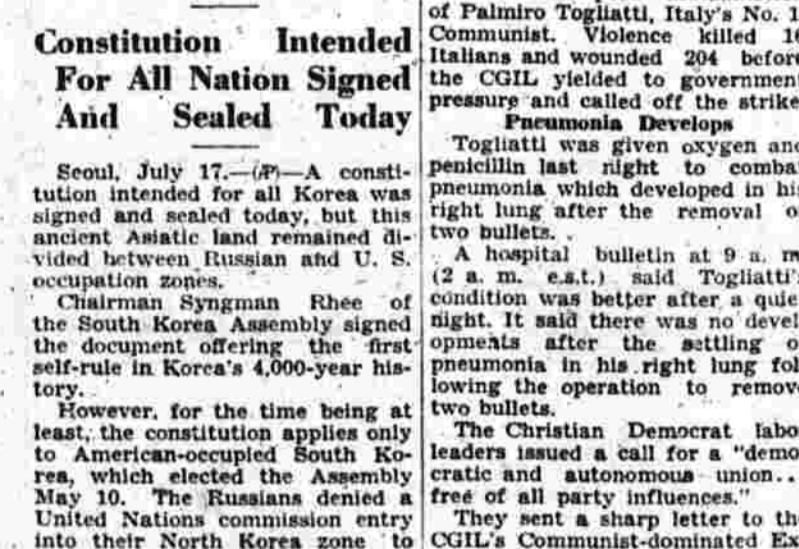 Constitution Intended
For All Nation Signed
And Sealed Today
Seoul, July 17.—(AP)—A consti-
tution intended for all Korea was
signed and sealed today, but this
ancient Asiatic land remained di-
vided between Russian and U. S.
occupation zones.
Chairman Syngman Rhee of
the South Korea Assembly signed
the document offering the first
self-rule in Korea's 4,000-year his-
tory.
However, for the time being at
least, the constitution applies only
to American-occupied South Ko-
rea, which elected the Assembly
May 10. The Russians denied a
United Nations commission entry
into their North Korea zone to
of Palmiro Togliatti, Italy's No. 1
Communist. Violence killed 16
Italians and wounded 204 before
the CGIL yielded to governmen
pressure and called off the strike
Pneumonia Develops
Togliatti was given oxygen and
penicillin last night to comba
pneumonia which developed in his
right lung after the removal o
two bullets.
A hospital bulletin at 9 a. m
(2 a. m. e.s.t.) said Togliatti's
condition was better after a quie
night. It said there was no devel
opments after the settling o
pneumonia in his right lung fol
lowing the operation to remov
two bullets.
The Christian Democrat labo
leaders issued a call for a "demo
cratic and autonomous union..
free of all party influences."
They sent a sharp letter to th
CGIL's Communist-dominated Ex